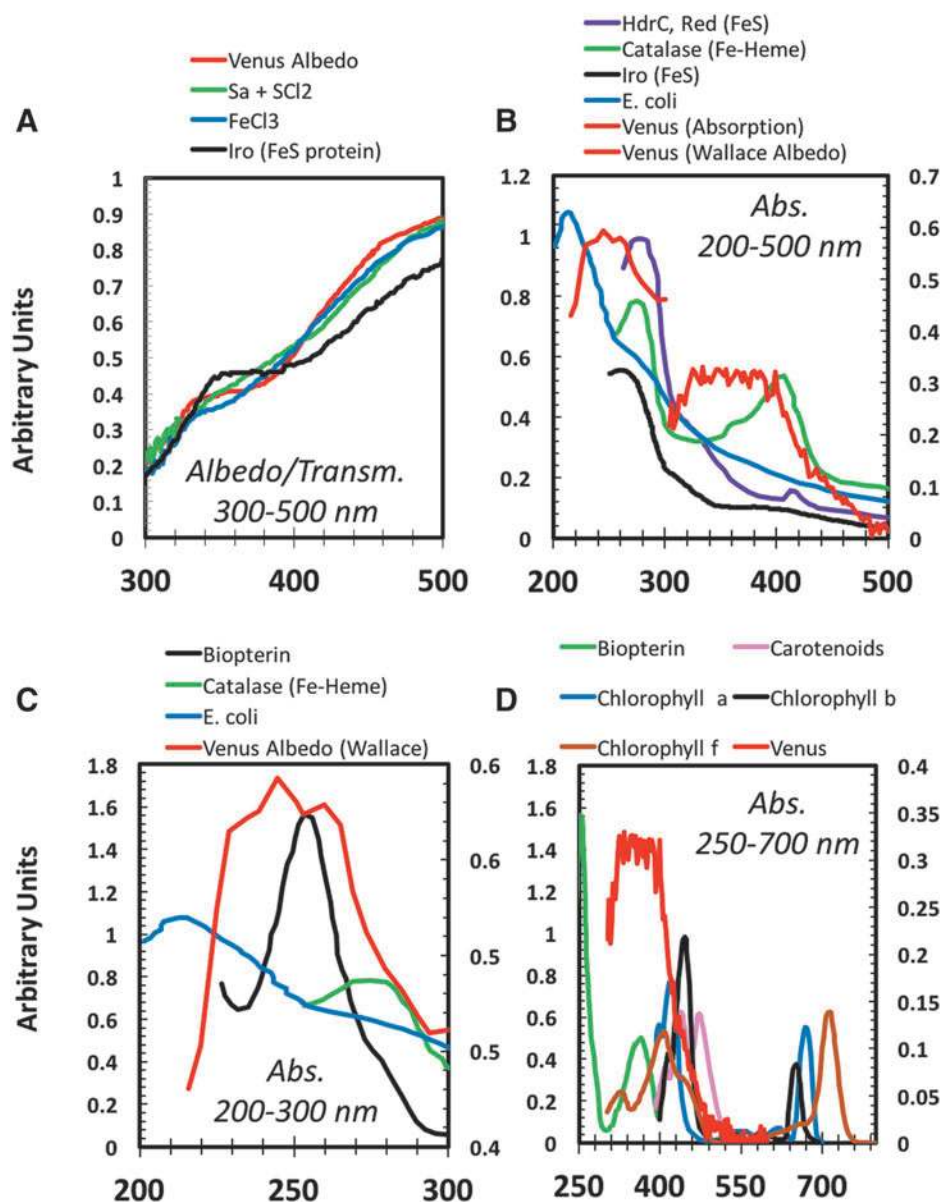 Venus Albedo
Sa + SCl2
FeCl3
Iro (FeS protein)
A
1
0.9
0.8
0.7
0.6
0.5
0.4
0.3
0.2
0.1
0
Arbitrary Units
Albedo/Transm.
300-500 nm
300 400 500
HdrC, Red (FeS)
Catalase (Fe-Heme)
Iro (FeS)
E. coli
Venus (Absorption)
Venus (Wallace Albedo)
B
1.2
1
0.8
0.6
0.4
0.2
0
Abs.
200-500 nm
0.7
0.6
0.5
0.4
0.3
0.2
0.1
0
200 300 400 500
Biopterin
Catalase (Fe-Heme)
E. coli
Venus Albedo (Wallace)
C
1.8
1.6
1.4
1.2
1
0.8
0.6
0.4
0.2
0
Arbitrary Units
Abs.
200-300 nm
0.6
0.6
0.5
0.5
0.4
200 250 300
Biopterin Carotenoids
Chlorophyll a Chlorophyll b
Chlorophyll f Venus
D
1.8
1.6
1.4
1.2
1
0.8
0.6
0.4
0.2
0
Abs.
250-700 nm
0.4
0.35
0.3
0.25
0.2
0.15
0.1
0.05
0
250 400 550 700